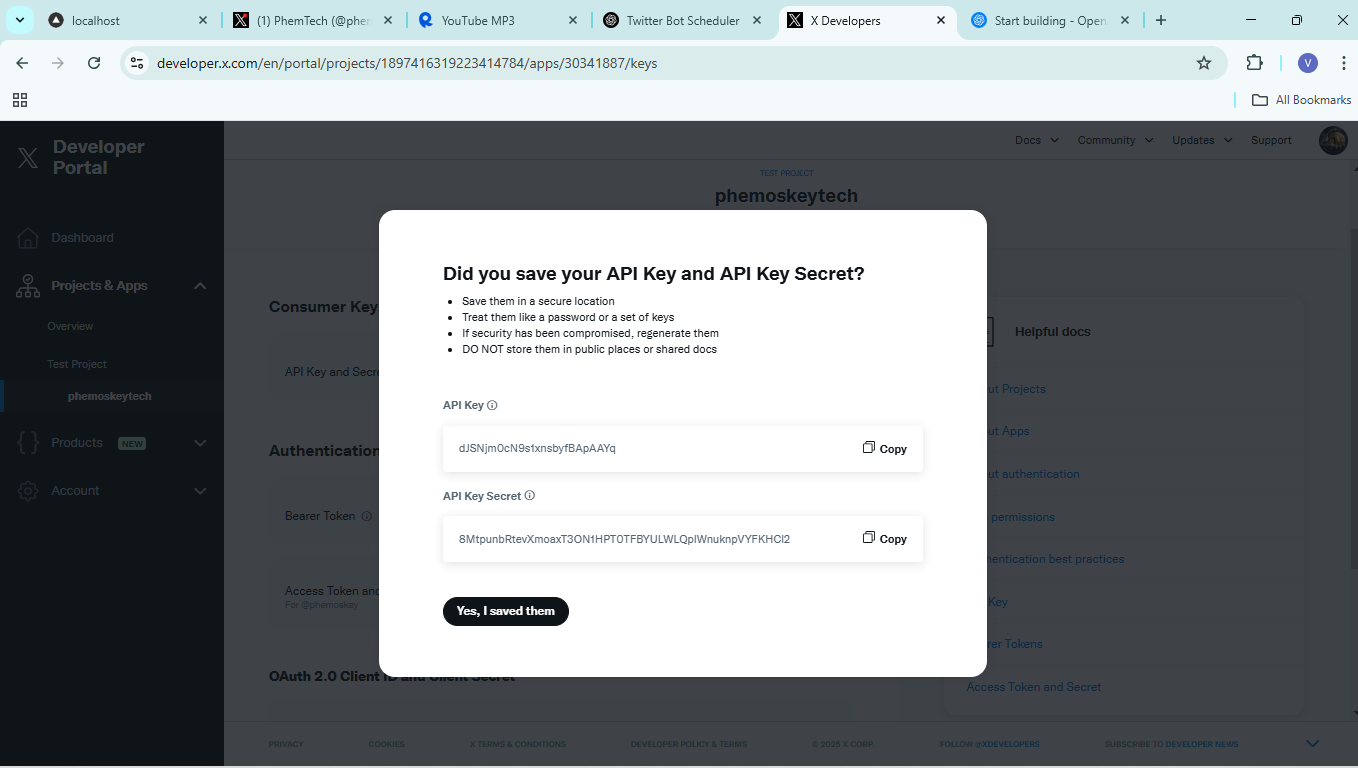 localhost
(1) PhemTech (@phem
YouTube MP3
Twitter Bot Scheduler
X Developers
Start building - Open
developer.x.com/en/portal/projects/1897416319223414784/apps/30341887/keys
V
All Bookmarks
Developer
Portal
Docs
Community
Updates
Support
TEST PROJECT
phemoskeytech
Dashboard
Projects & Apps
Overview
Test Project
phemoskeytech
Products NEW
Account
Consumer Key
API Key and Secre
Authentication
Bearer Token
Access Token and
For @phemoskey
OAuth 2.0 Client ID and Client Secret
Did you save your API Key and API Key Secret?
Save them in a secure location
Treat them like a password or a set of keys
If security has been compromised, regenerate them
DO NOT store them in public places or shared docs
API Key
Copy
API Key Secret
Copy
Yes, I saved them
Helpful docs
ut Projects
ut Apps
ut authentication
permissions
hentication best practices
Key
rer Tokens
Access Token and Secret
PRIVACY
COOKIES
X TERMS & CONDITIONS
DEVELOPER POLICY & TERMS
© 2025 X CORP.
FOLLOW @XDEVELOPERS
SUBSCRIBE TO DEVELOPER NEWS